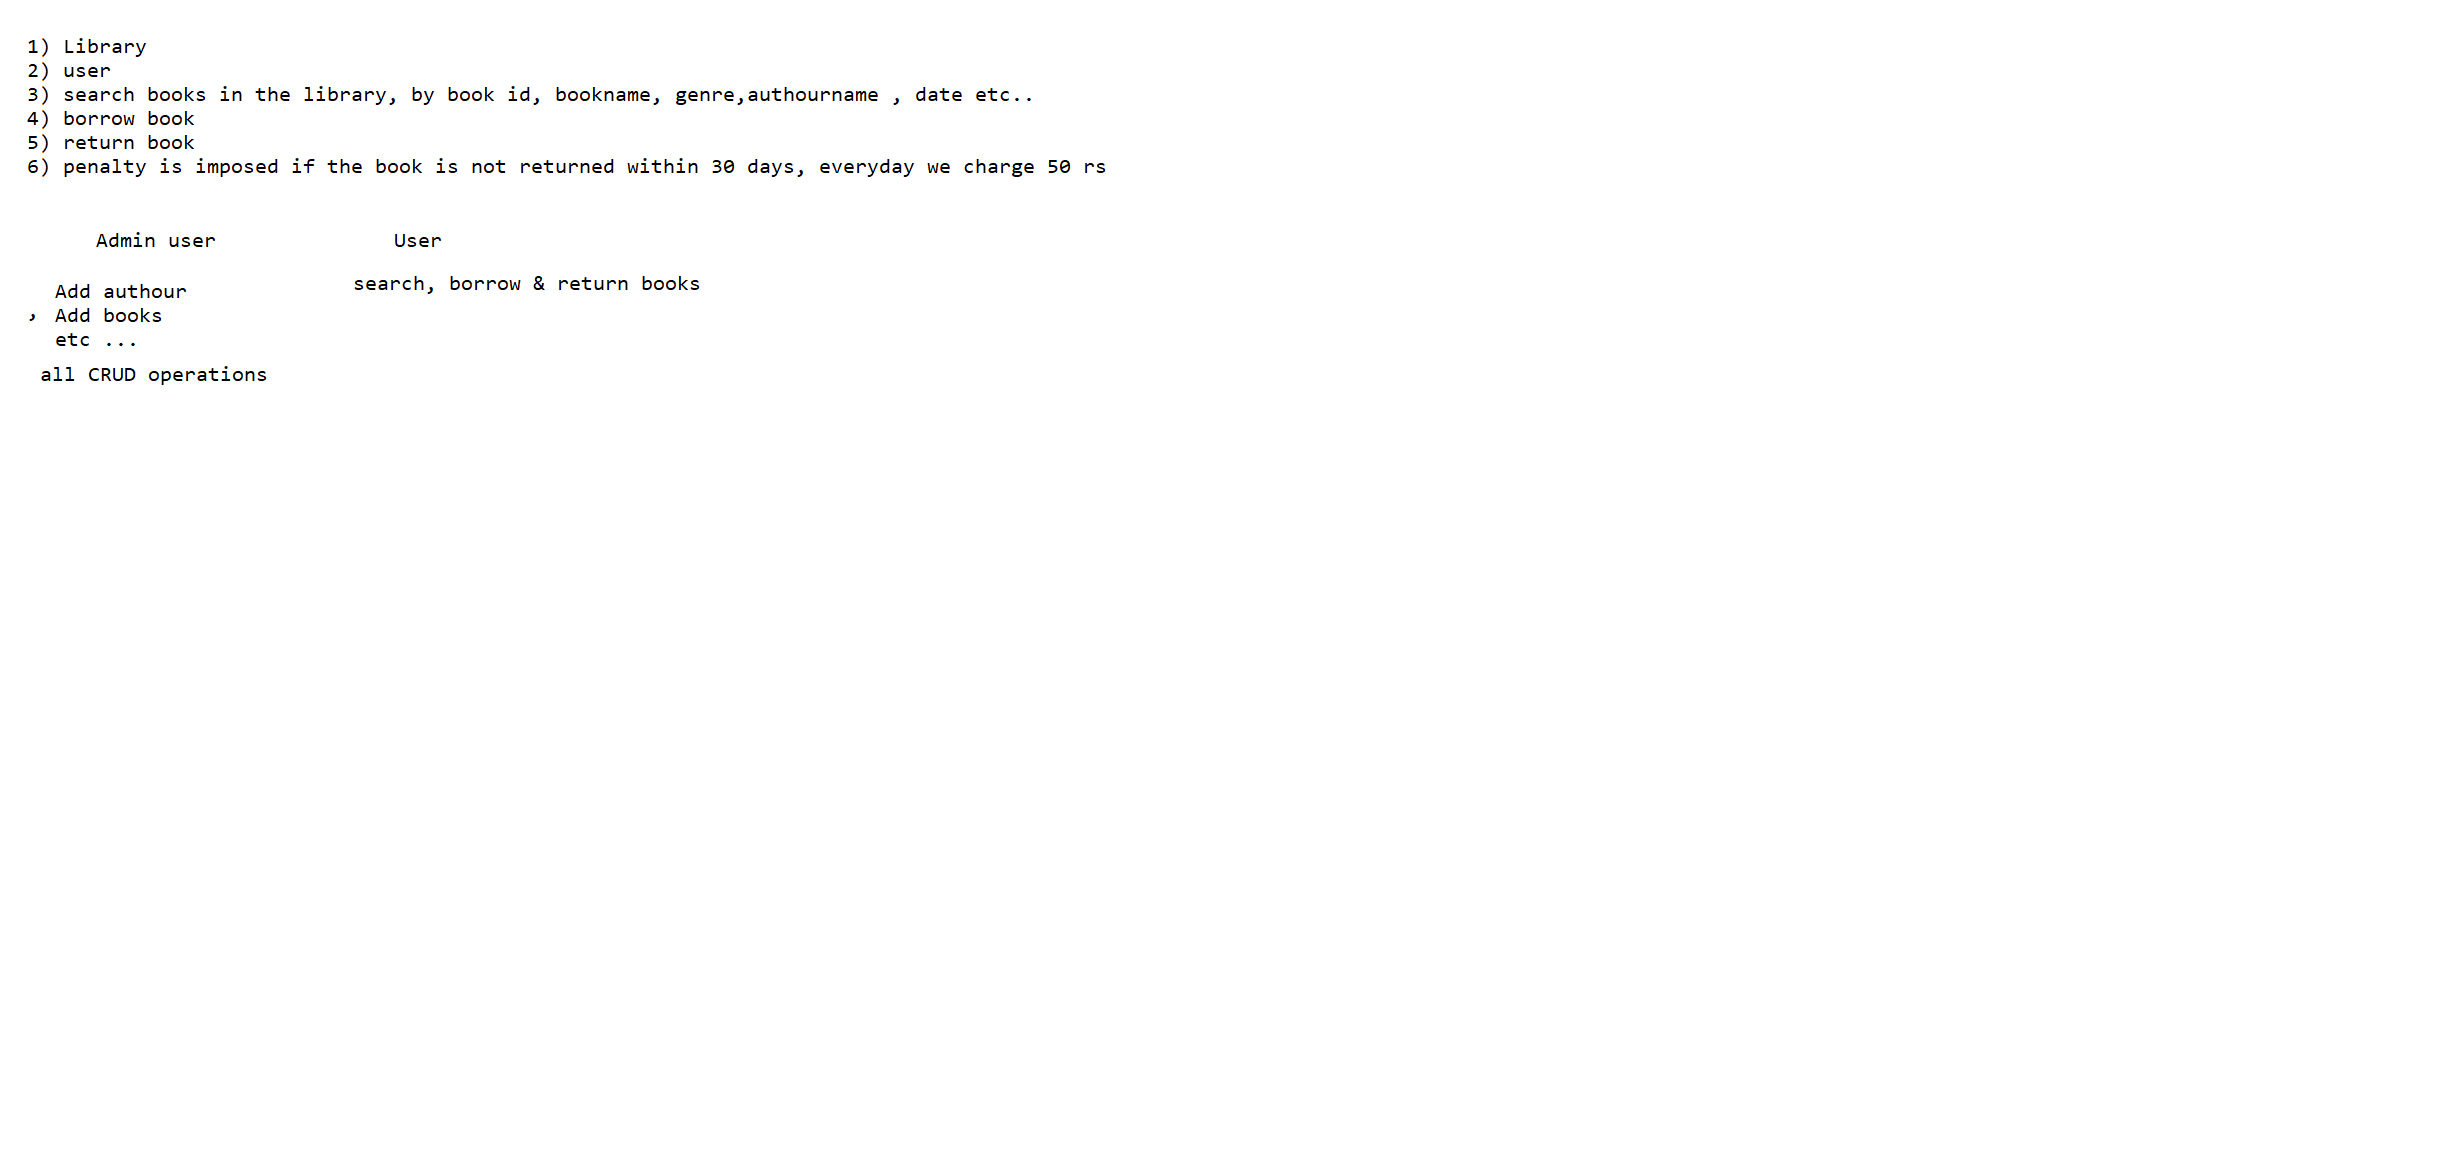 1) Library
2) user
3) search books in the library, by book id, bookname, genre,authourname , date etc..
4) borrow book
5) return book
6) penalty is imposed if the book is not returned within 30 days, everyday we charge 50 rs
Admin user User
search, borrow & return books
Add authour
, Add books
etc ...
all CRUD operations